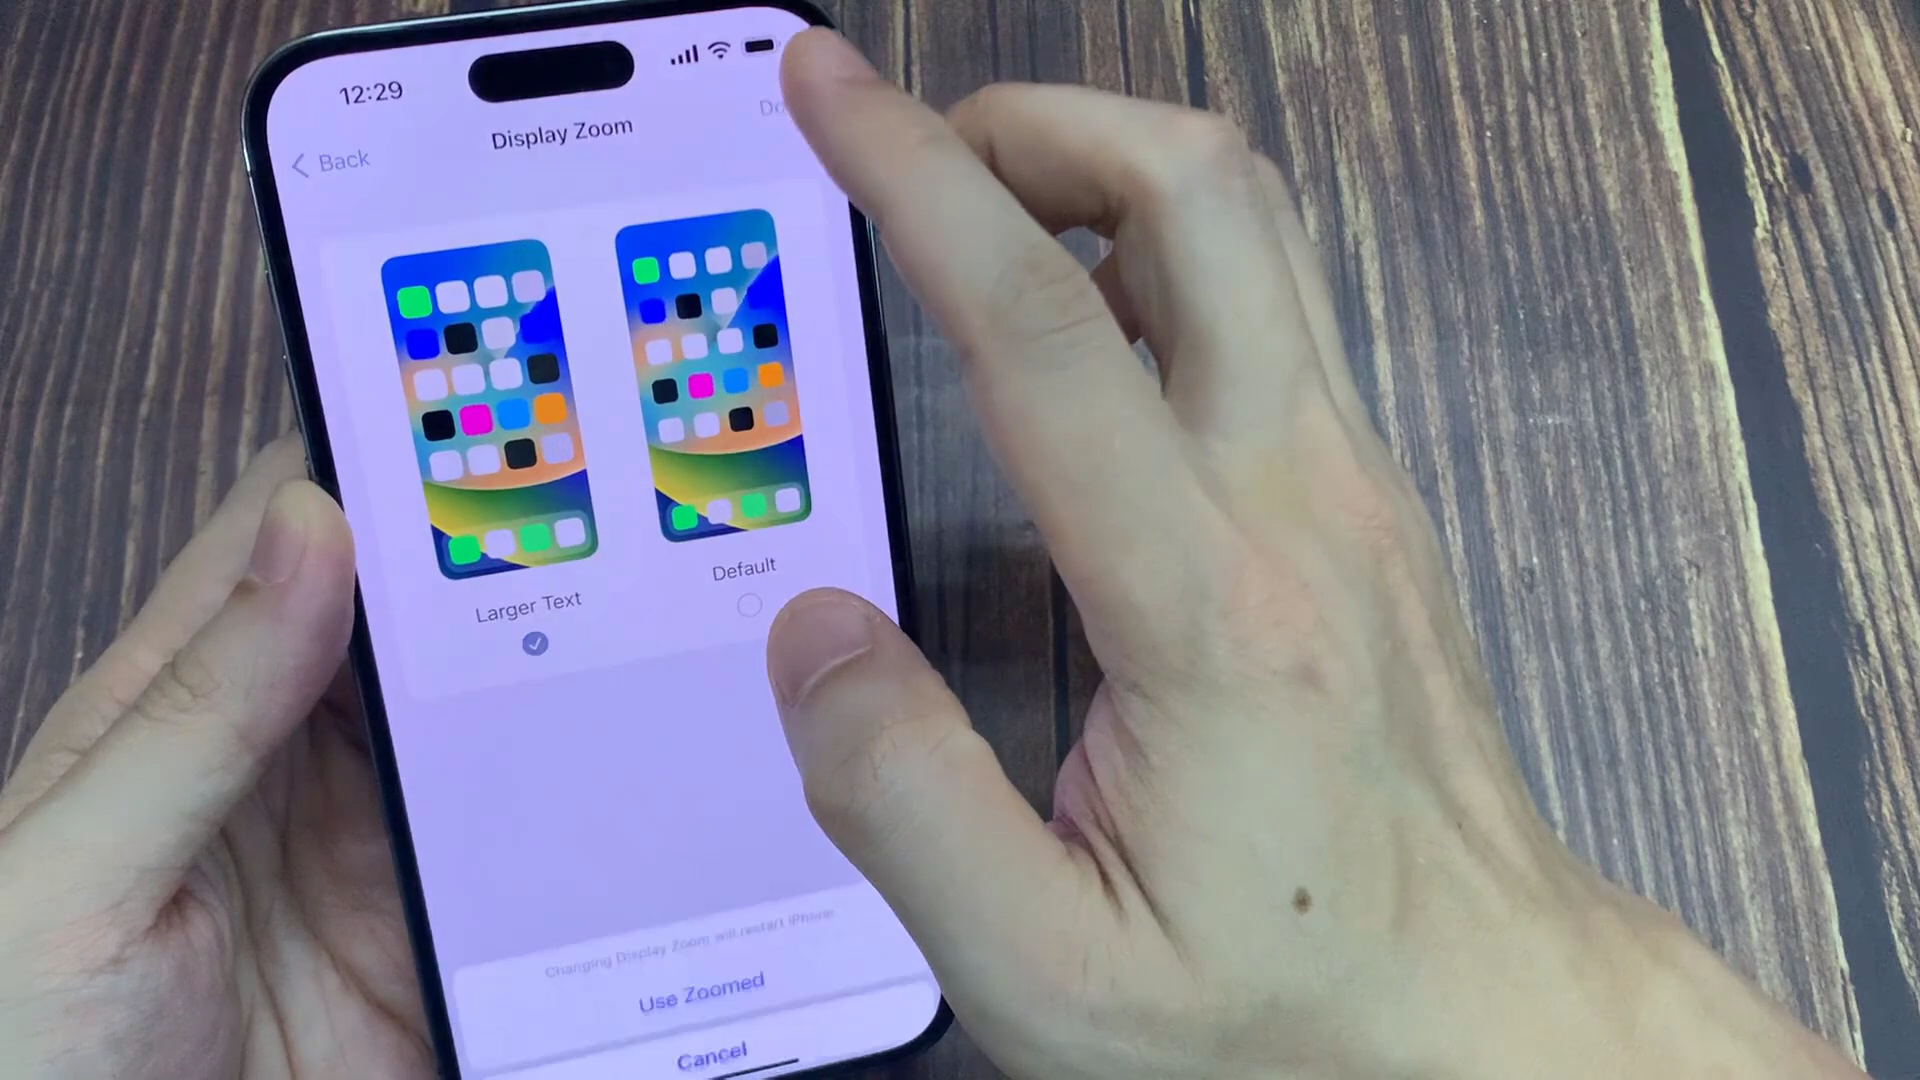 12:29
Display Zoom
Back
Larger Text
Default
Changing Display Zoom will restart iPhone.
Use Zoomed
Cancel